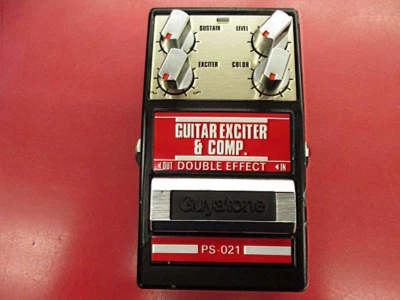 SUSTAIN LEVEL
EXCITER COLOR
GUITAR EXCITER
& COMP.
OUT DOUBLE EFFECT IN
Guyatone
PS-021